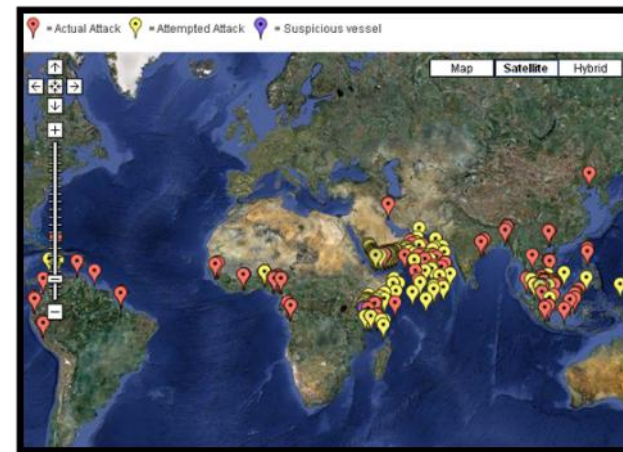 = Actual Attack = Attempted Attack = Suspicious vessel
Map Satellite Hybrid